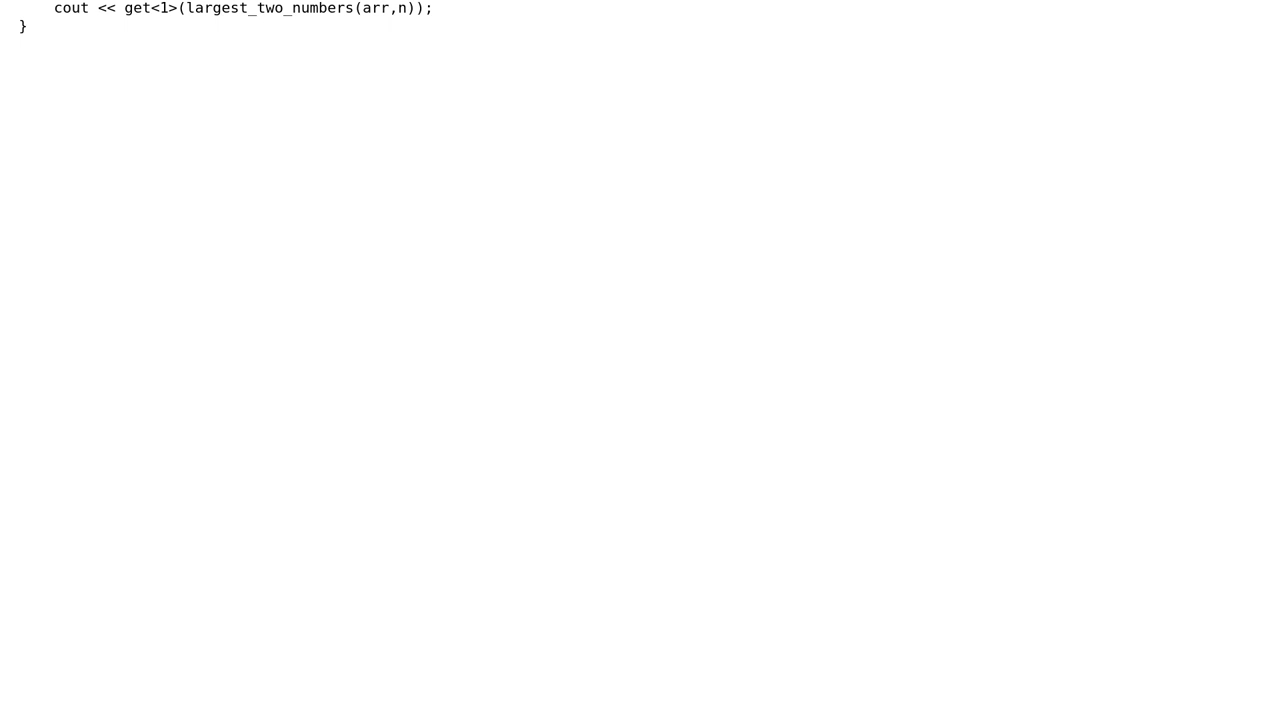 cout << get<1>(largest_two_numbers(arr,n));
}